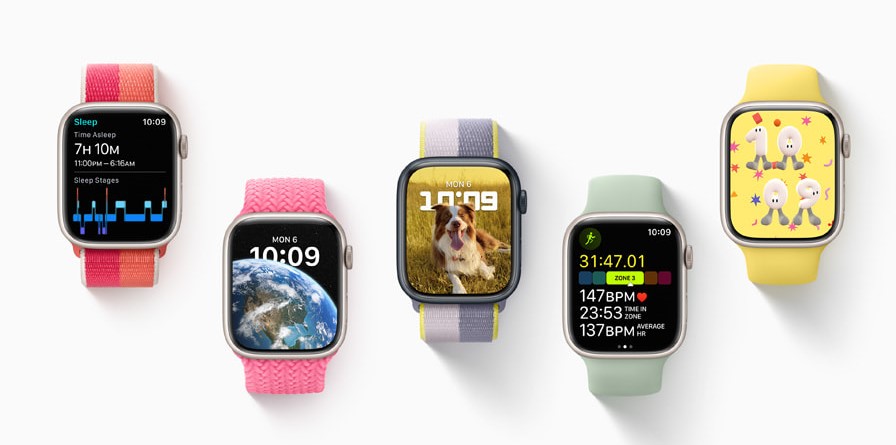 Sleep 10:09
Time Asleep
7H 10M
11:00PM – 6:16AM
Sleep Stages
MON 6
10:09
MON 6
10:09
10:09
31:47.01
ZONE 3
147BPM
23:53 TIME IN ZONE
137BPM AVERAGE HR
10
09